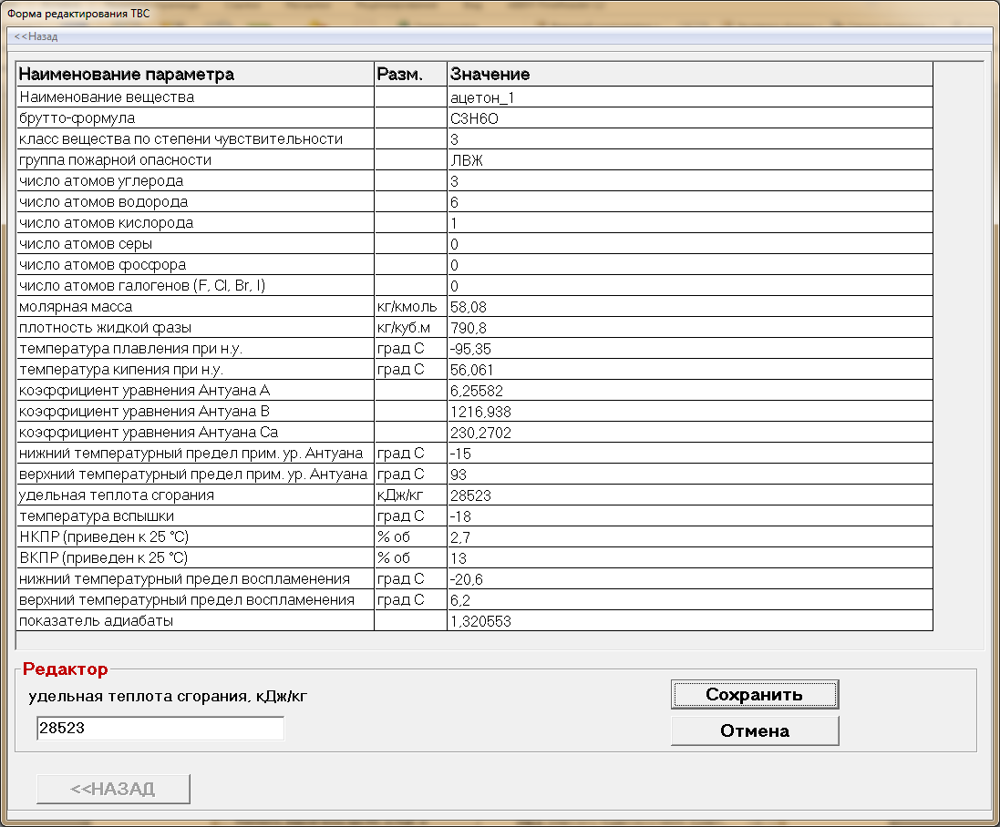 Форма редактирования ТВС
<<Назад
Наименование параметра Разм. Значение
Наименование вещества ацетон_1
брутто-формула C3H6O
класс вещества по степени чувствительности 3
группа пожарной опасности ЛВЖ
число атомов углерода 3
число атомов водорода 6
число атомов кислорода 1
число атомов серы 0
число атомов фосфора 0
число атомов галогенов (F, Cl, Br, I) 0
молярная масса кг/кмоль 58,08
плотность жидкой фазы кг/куб.м 790,8
температура плавления при н.у. град С -95,35
температура кипения при н.у. град С 56,061
коэффициент уравнения Антуана А 6,25582
коэффициент уравнения Антуана В 1216,938
коэффициент уравнения Антуана Са 230,2702
нижний температурный предел прим. ур. Антуана град С -15
верхний температурный предел прим. ур. Антуана град С 93
удельная теплота сгорания кДж/кг 28523
температура вспышки град С -18
НКПР (приведен к 25 °С) % об 2,7
ВКПР (приведен к 25 °С) % об 13
нижний температурный предел воспламенения град С -20,6
верхний температурный предел воспламенения град С 6,2
показатель адиабаты 1,320553
Редактор
удельная теплота сгорания, кДж/кг
28523
Сохранить
Отмена
<<НАЗАД